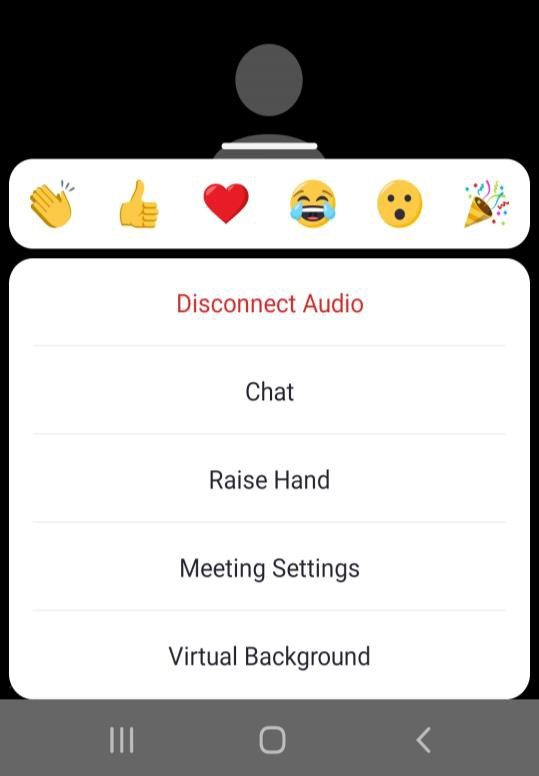 Disconnect Audio
Chat
Raise Hand
Meeting Settings
Virtual Background